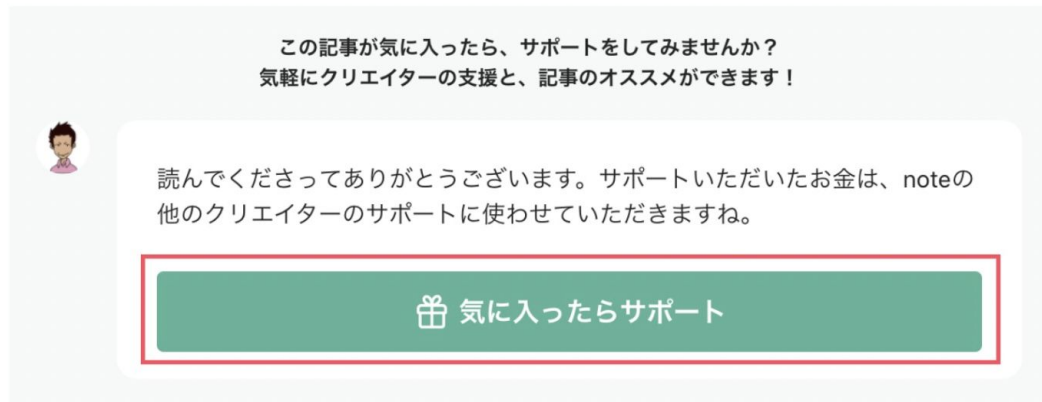 この記事が気に入ったら、サポートをしてみませんか？
気軽にクリエイターの支援と、記事のオススメができます！
読んでくださってありがとうございます。サポートいただいたお金は、noteの
他のクリエイターのサポートに使わせていただきますね。
気に入ったらサポート